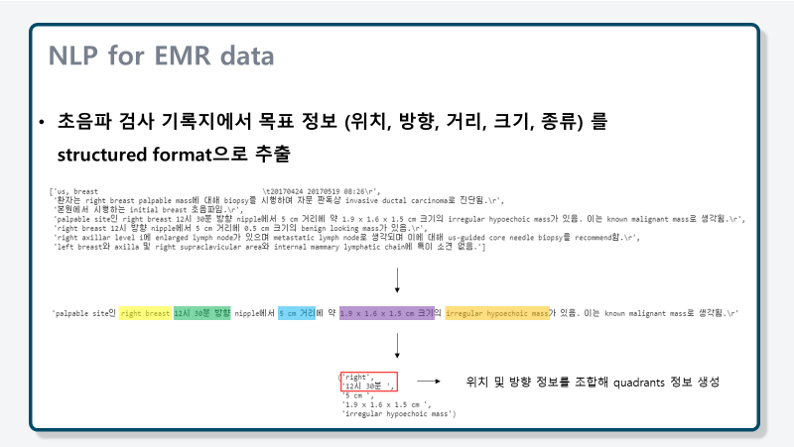 NLP for EMR data
• 초음파 검사 기록지에서 목표 정보 (위치, 방향, 거리, 크기, 종류) 를
structured format으로 추출
['us, breast \t20170424 20170519 08:26\r',
'환자는 right breast palpable mass에 대해 biopsy를 시행하여 자문 판독상 invasive ductal carcinoma로 진단됨.\r',
'본원에서 시행하는 initial breast 초음파임.\r',
'palpable site인 right breast 12시 30분 방향 nipple에서 5 cm 거리에 약 1.9 x 1.6 x 1.5 cm 크기의 irregular hypoechoic mass가 있음. 이는 known malignant mass로 생각됨.\r',
'right breast 12시 방향 nipple에서 5 cm 거리에 0.5 cm 크기의 benign looking mass가 있음.\r',
'right axillar level i에 enlarged lymph node가 있으며 metastatic lymph node로 생각되며 이에 대해 us-guided core needle biopsy를 recommend함.\r',
'left breast와 axilla 및 right supraclavicular area와 internal mammary lymphatic chain에 특이 소견 없음.']
'palpable site인 right breast 12시 30분 방향 nipple에서 5 cm 거리에 약 1.9 x 1.6 x 1.5 cm 크기의 irregular hypoechoic mass가 있음. 이는 known malignant mass로 생각됨.\r'
('right',
'12시 30분 ',
'5 cm ',
'1.9 x 1.6 x 1.5 cm ',
'irregular hypoechoic mass')
위치 및 방향 정보를 조합해 quadrants 정보 생성